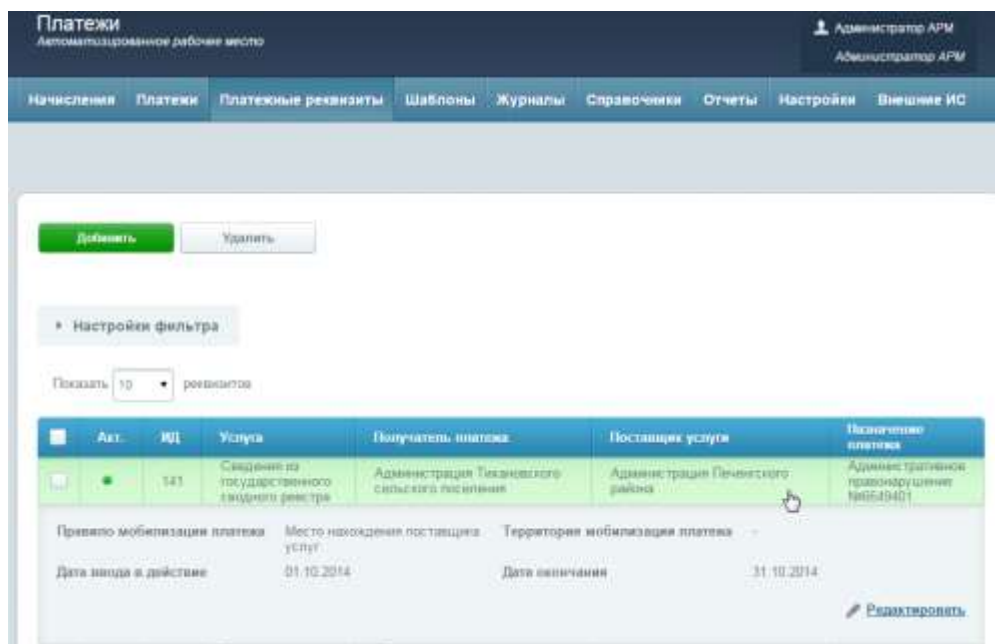 Платежи
Автоматизированное рабочее место
Администратор АРМ
Администратор АРМ
Начисления Платежи Платежные реквизиты Шаблоны Журналы Справочники Отчеты Настройки Внешние ИС
Добавить Удалить
Настройки фильтра
Показать 10 реквизитов
Акт. ИД Услуга Получатель платежа Поставщик услуги Назначение платежа
141 Сведения из государственного сводного реестра
Администрация сельского поселения
Администрация Печенгского района
Административное правонарушение
Правило мобилизации платежа Место нахождения поставщика услуг Территория мобилизации платежа -
Дата ввода в действие 01.10.2014 Дата окончания 31.10.2014
Редактировать